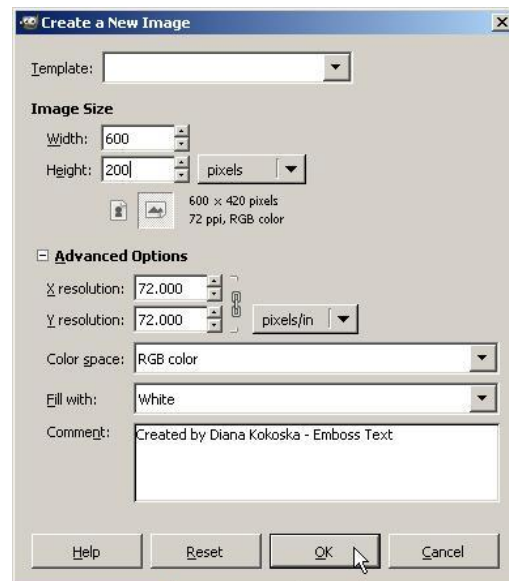 Create a New Image
Template:
Image Size
Width: 600
Height: 200 pixels
600 × 420 pixels
72 ppi, RGB color
Advanced Options
X resolution: 72.000
Y resolution: 72.000 pixels/in
Color space: RGB color
Fill with: White
Comment: Created by Diana Kokoska - Emboss Text
Help Reset OK Cancel